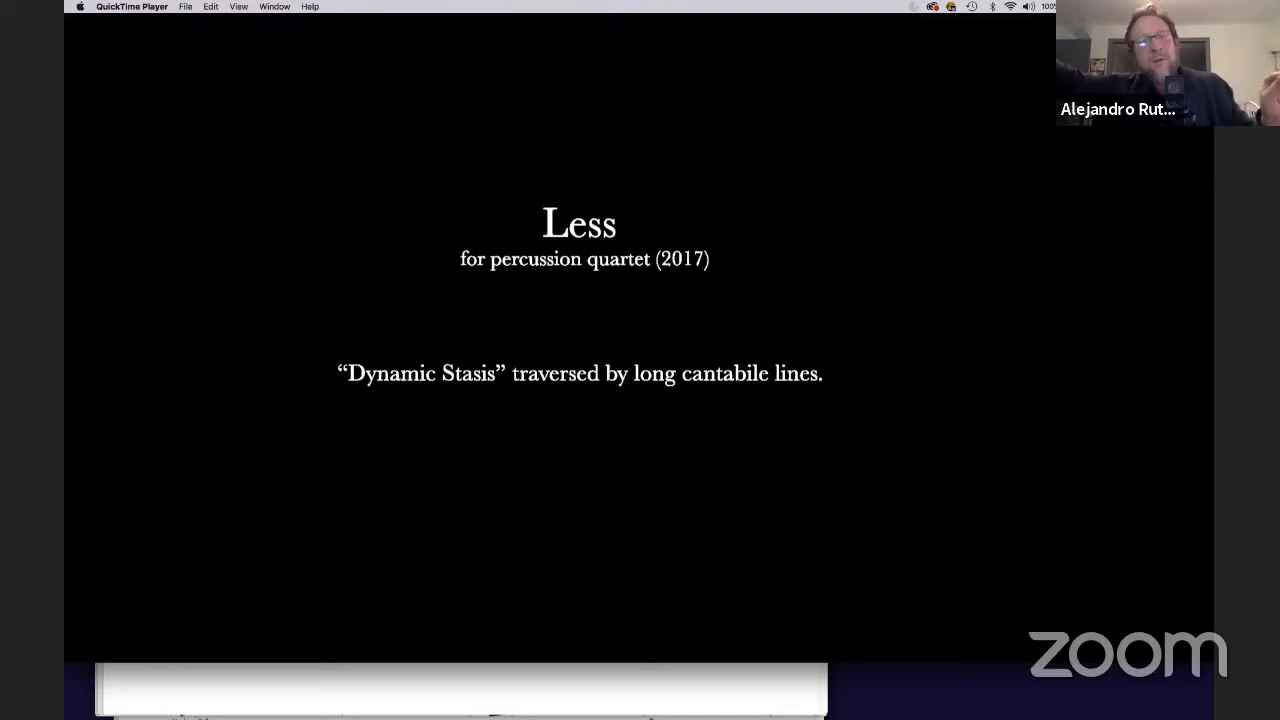 QuickTime Player File Edit View Window Help 100%
Alejandro Rut...
Less
for percussion quartet (2017)
“Dynamic Stasis” traversed by long cantabile lines.
zoom